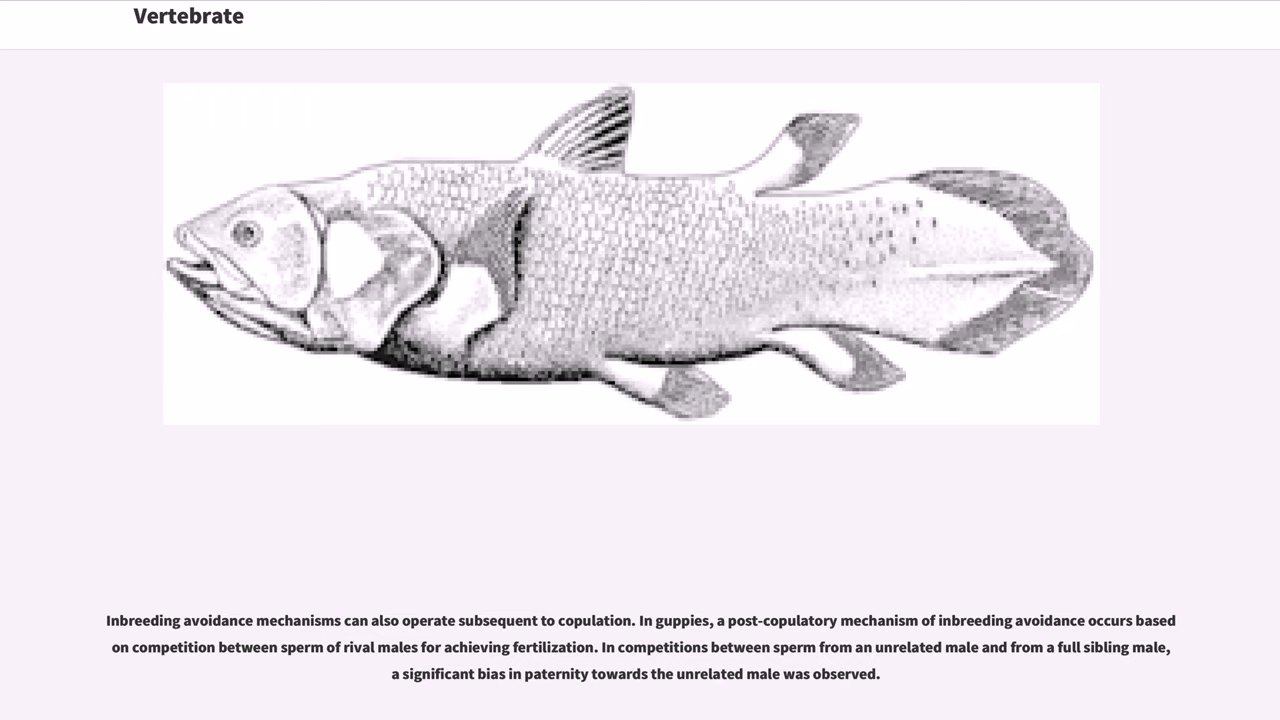 Vertebrate
Inbreeding avoidance mechanisms can also operate subsequent to copulation. In guppies, a post-copulatory mechanism of inbreeding avoidance occurs based
on competition between sperm of rival males for achieving fertilization. In competitions between sperm from an unrelated male and from a full sibling male,
a significant bias in paternity towards the unrelated male was observed.